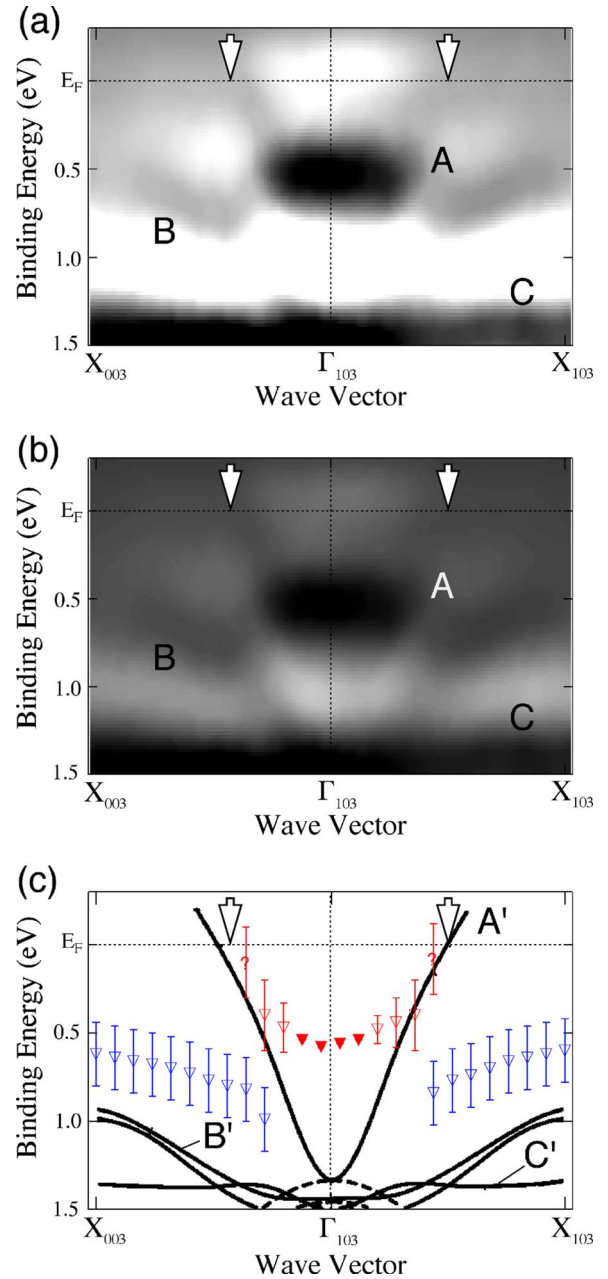 (a)
Binding Energy (eV)
E_F
0.5
1.0
1.5
A
B
C
X_003
Γ_103
X_103
Wave Vector
(b)
Binding Energy (eV)
E_F
0.5
1.0
1.5
A
B
C
X_003
Γ_103
X_103
Wave Vector
(c)
Binding Energy (eV)
E_F
0.5
1.0
1.5
A'
?
?
B'
C'
X_003
Γ_103
X_103
Wave Vector